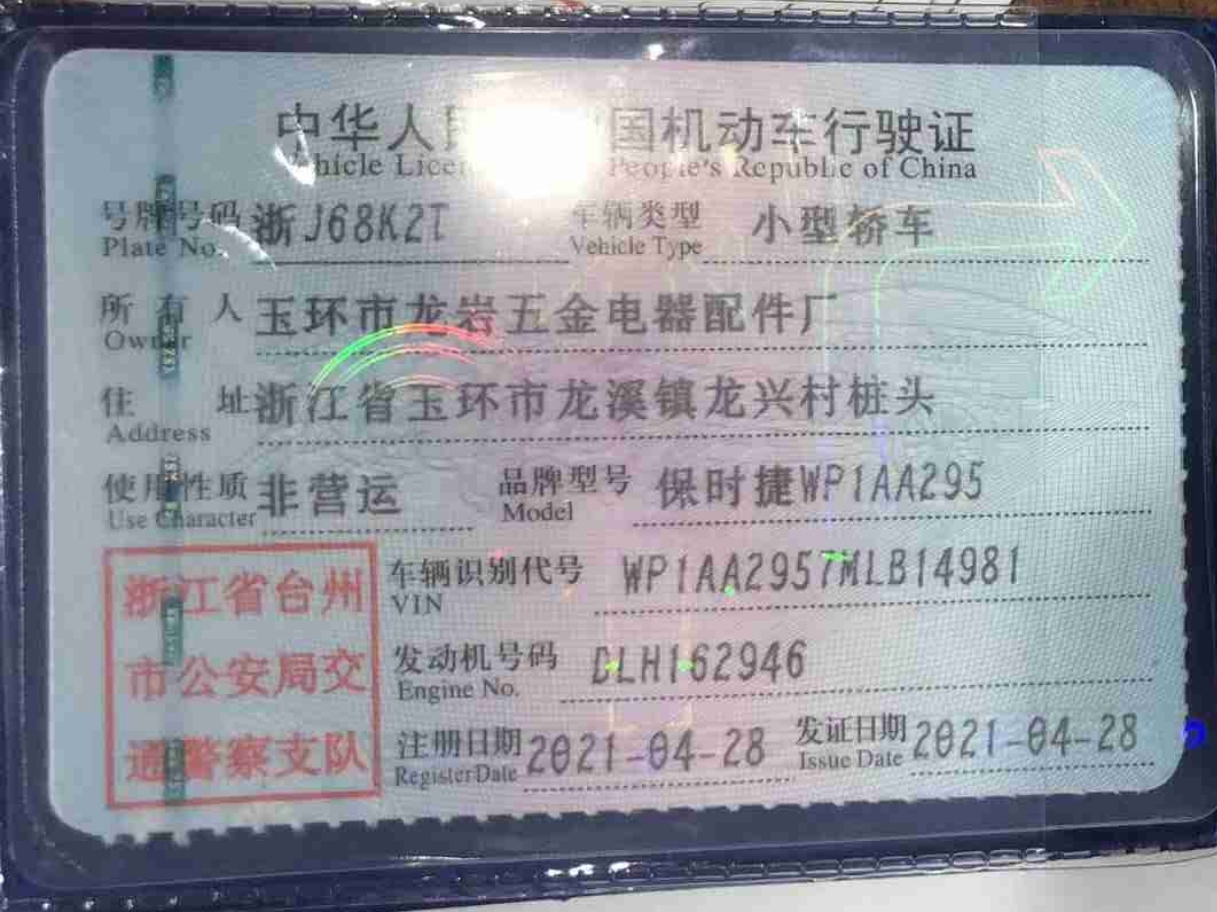 中华人民 国机动车行驶证
Vehicle Licen People's Republic of China
号牌号码 浙J68K2T 车辆类型 小型轿车
Plate No. Vehicle Type
所有人 玉环市龙岩五金电器配件厂
Owner
住址 浙江省玉环市龙溪镇龙兴村桩头
Address
使用性质 非营运 品牌型号 保时捷WP1AA295
Use Character Model
浙江省台州
市公安局交
通警察支队
车辆识别代号 WP1AA2957MLB14981
VIN
发动机号码 DLH162946
Engine No.
注册日期 2021-04-28 发证日期 2021-04-28
Register Date Issue Date